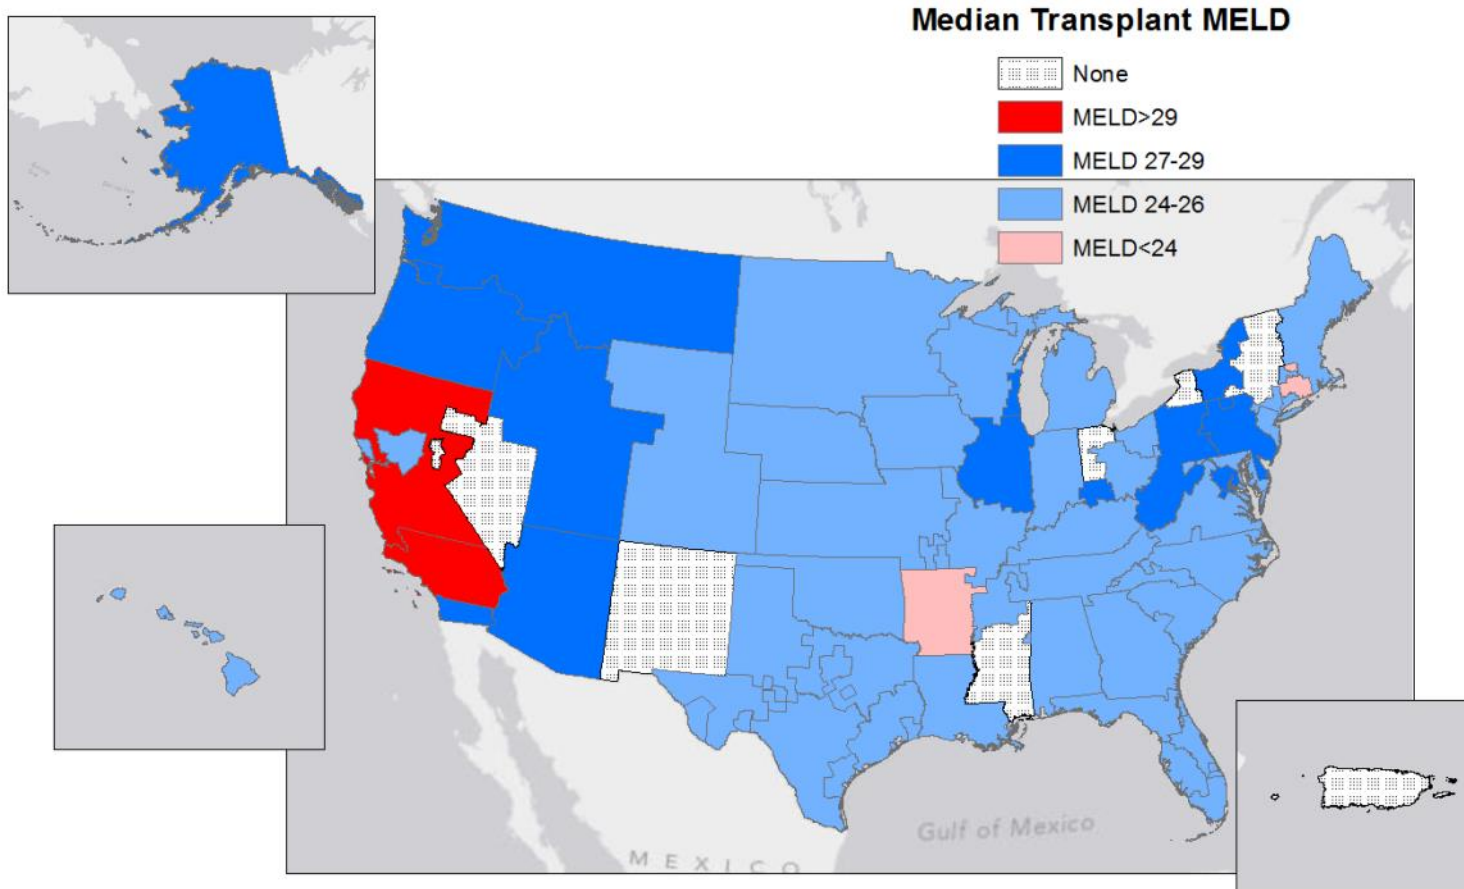 Median Transplant MELD
None
MELD>29
MELD 27-29
MELD 24-26
MELD<24
Gulf of Mexico
MEXICO